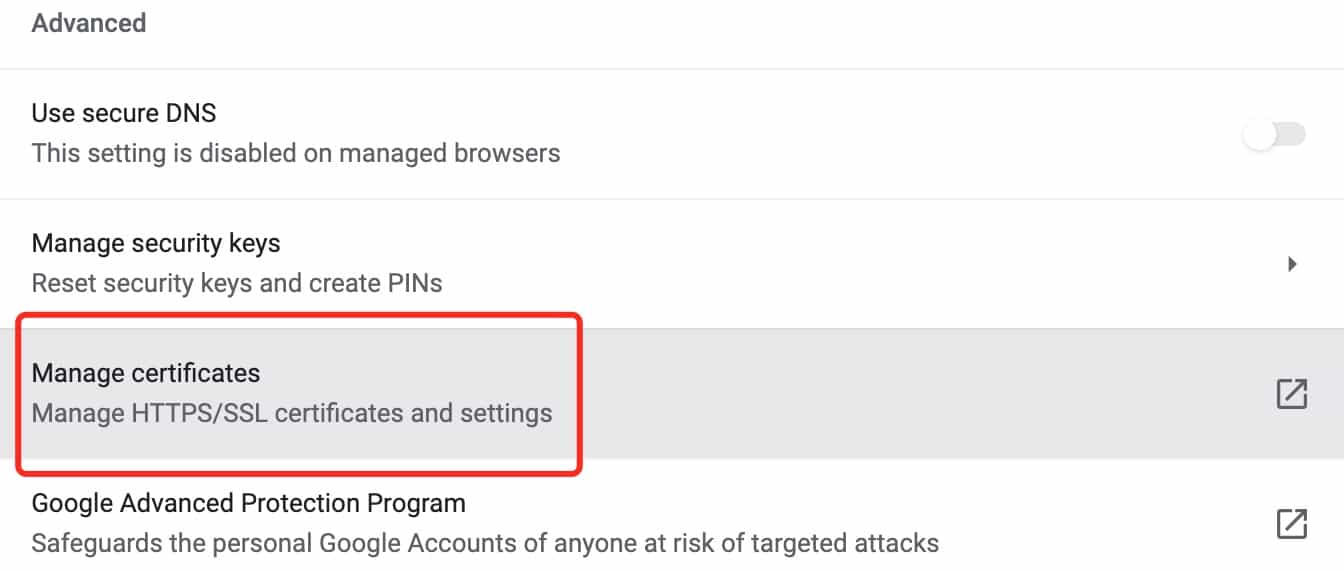 Advanced
Use secure DNS
This setting is disabled on managed browsers
Manage security keys
Reset security keys and create PINs
Manage certificates
Manage HTTPS/SSL certificates and settings
Google Advanced Protection Program
Safeguards the personal Google Accounts of anyone at risk of targeted attacks